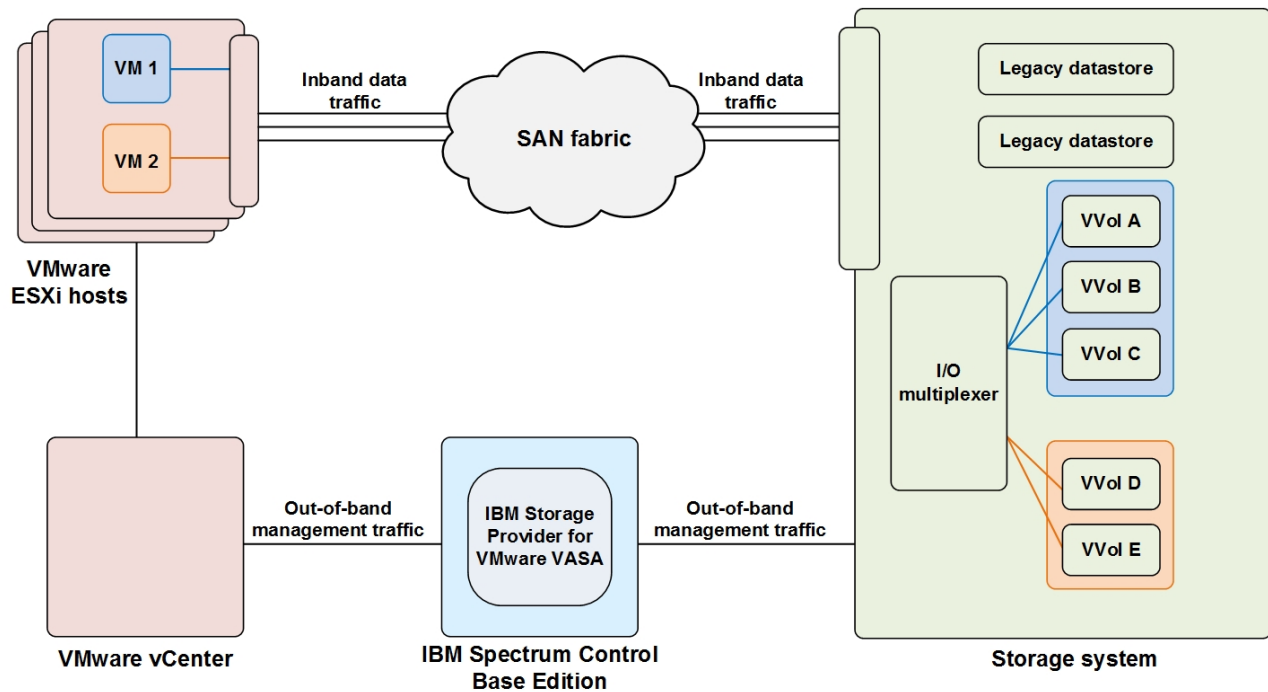 VM 1
VM 2
Inband data
traffic
SAN fabric
Inband data
traffic
Legacy datastore
Legacy datastore
VVol A
VVol B
VVol C
I/O
multiplexer
VVol D
VVol E
VMware
ESXi hosts
Out-of-band
management traffic
IBM Storage
Provider for
VMware VASA
Out-of-band
management traffic
VMware vCenter
IBM Spectrum Control
Base Edition
Storage system